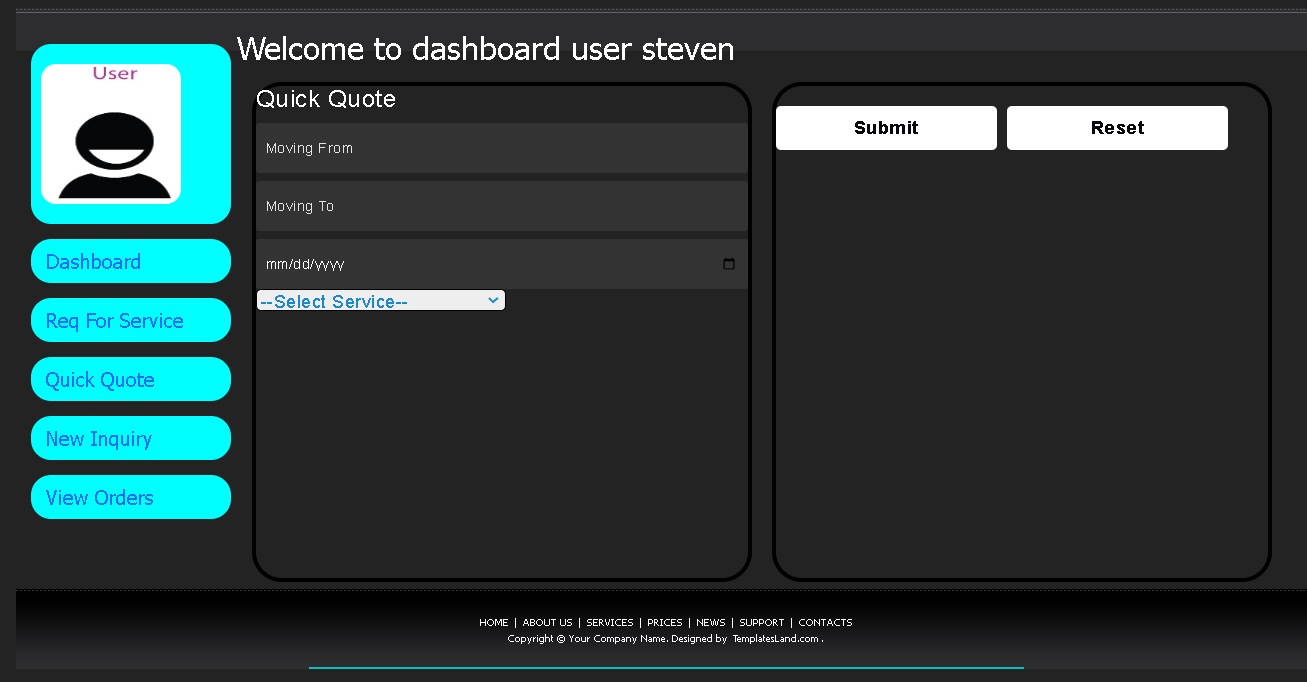 Welcome to dashboard user steven
User
Dashboard
Req For Service
Quick Quote
New Inquiry
View Orders
Quick Quote
Moving From
Moving To
mm/dd/yyyy
--Select Service--
Submit
Reset
HOME | ABOUT US | SERVICES | PRICES | NEWS | SUPPORT | CONTACTS
Copyright © Your Company Name. Designed by TemplatesLand.com .